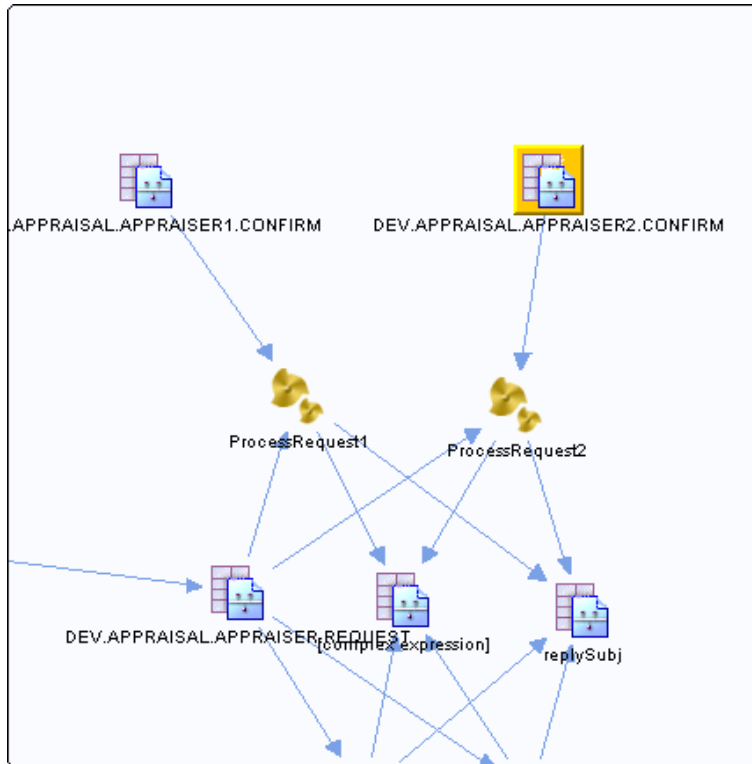 .APPRAISAL.APPRAISER1.CONFIRM
DEV.APPRAISAL.APPRAISER2.CONFIRM
ProcessRequest1
ProcessRequest2
DEV.APPRAISAL.APPRAISER.REQUEST
[complex expression]
replySubj